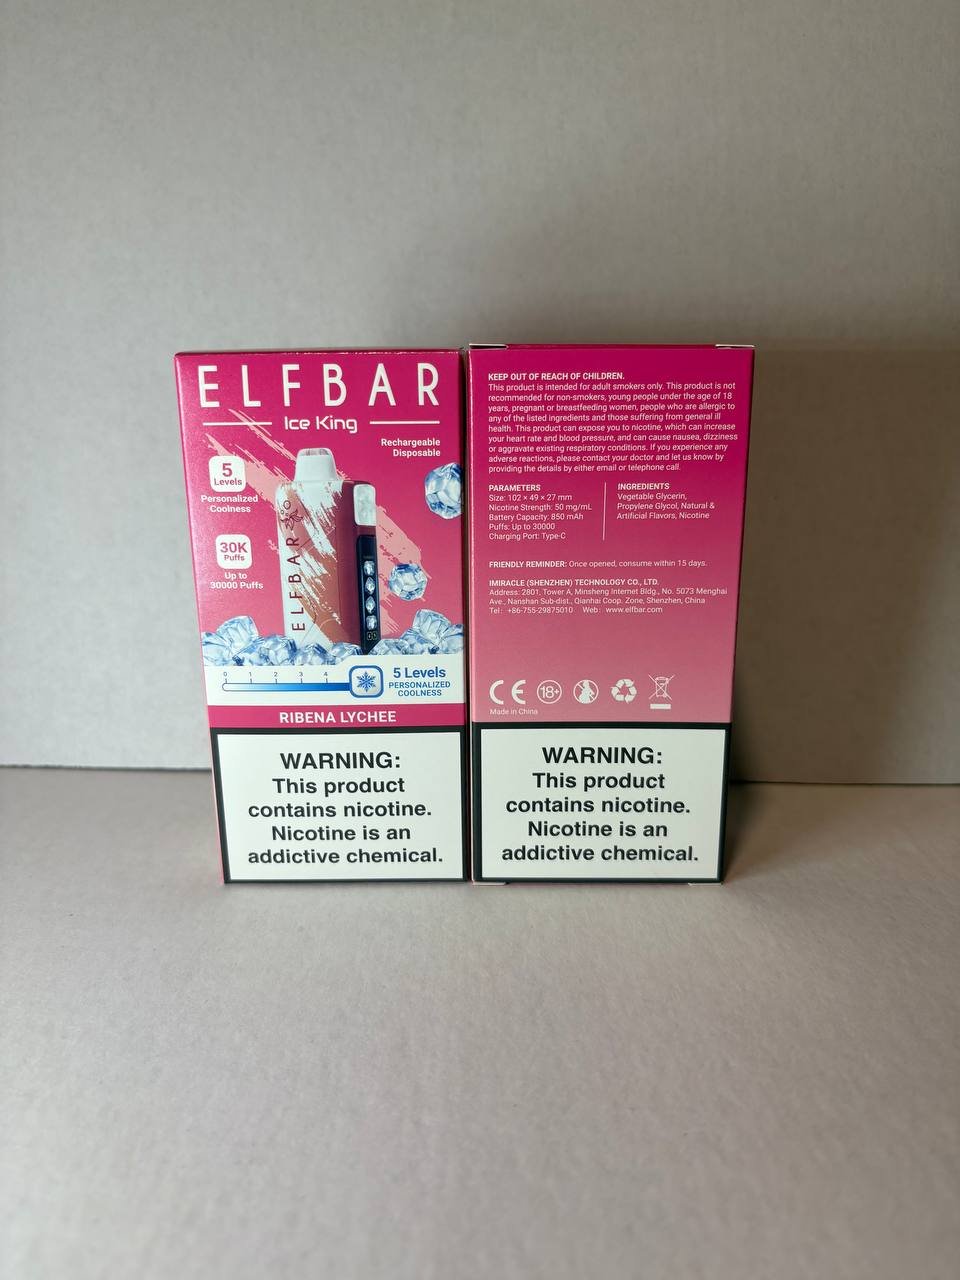 ELFBAR
Ice King
Rechargeable
Disposable
5
Levels
Personalized
Coolness
30K
Puffs
Up to
30000 Puffs
ELFBAR
0 1 2 3 4
5 Levels
PERSONALIZED
COOLNESS
RIBENA LYCHEE
WARNING:
This product
contains nicotine.
Nicotine is an
addictive chemical.
KEEP OUT OF REACH OF CHILDREN.
This product is intended for adult smokers only. This product is not
recommended for non-smokers, young people under the age of 18
years, pregnant or breastfeeding women, people who are allergic to
any of the listed ingredients and those suffering from general ill
health. This product can expose you to nicotine, which can increase
your heart rate and blood pressure, and can cause nausea, dizziness
or aggravate existing respiratory conditions. If you experience any
adverse reactions, please contact your doctor and let us know by
providing the details by either email or telephone call.
PARAMETERS
Size: 102 × 49 × 27 mm
Nicotine Strength: 50 mg/mL
Battery Capacity: 850 mAh
Puffs: Up to 30000
Charging Port: Type-C
INGREDIENTS
Vegetable Glycerin,
Propylene Glycol, Natural &
Artificial Flavors, Nicotine
FRIENDLY REMINDER: Once opened, consume within 15 days.
IMIRACLE (SHENZHEN) TECHNOLOGY CO., LTD.
Address: 2801, Tower A, Minsheng Internet Bldg., No. 5073 Menghai
Ave., Nanshan Sub-dist., Qianhai Coop. Zone, Shenzhen, China
Tel: +86-755-29875010 Web: www.elfbar.com
CE 18+
Made in China
WARNING:
This product
contains nicotine.
Nicotine is an
addictive chemical.